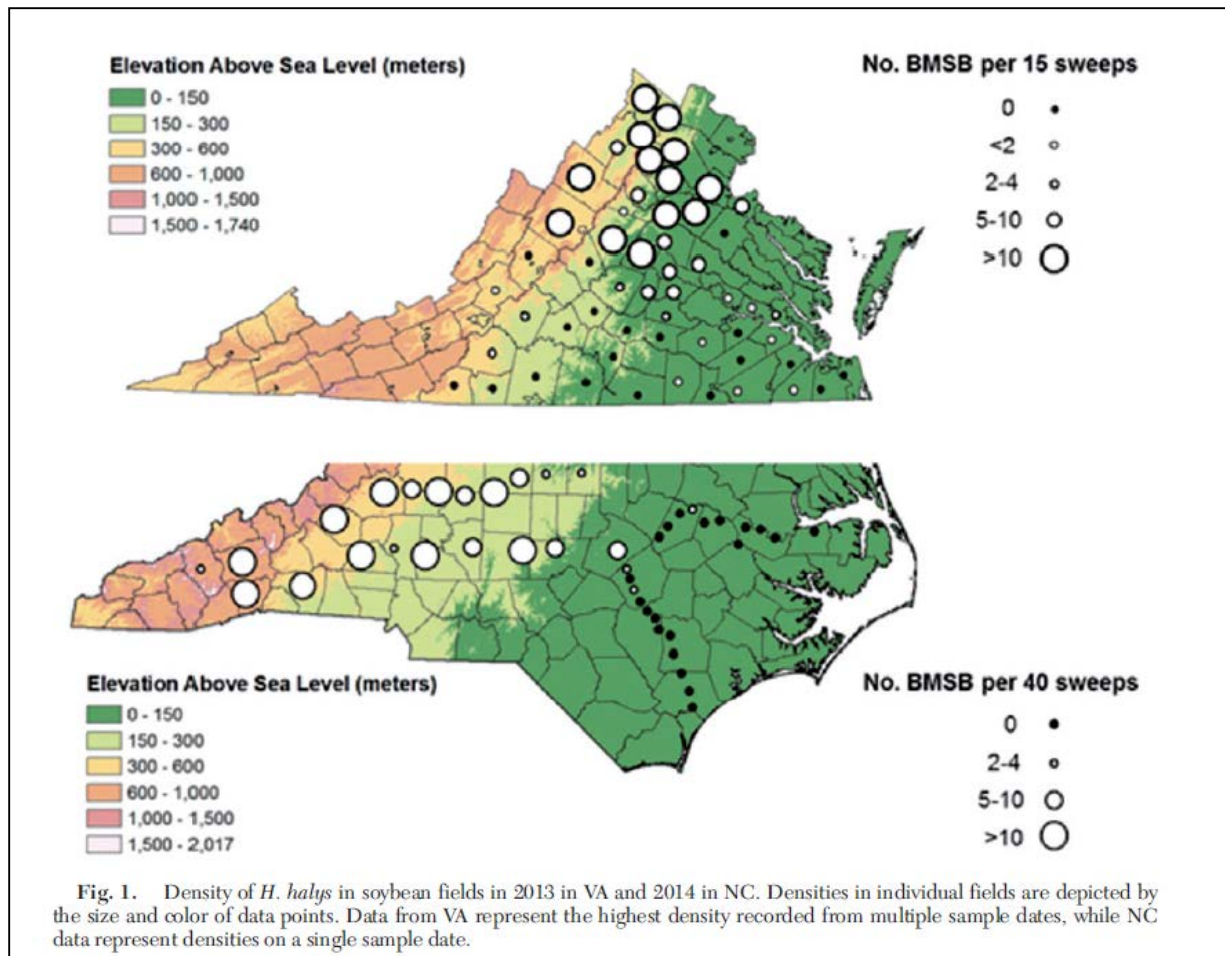 Elevation Above Sea Level (meters)
0 - 150
150 - 300
300 - 600
600 - 1,000
1,000 - 1,500
1,500 - 1,740
No. BMSB per 15 sweeps
0
<2
2-4
5-10
>10
Elevation Above Sea Level (meters)
0 - 150
150 - 300
300 - 600
600 - 1,000
1,000 - 1,500
1,500 - 2,017
No. BMSB per 40 sweeps
0
2-4
5-10
>10
Fig. 1. Density of H. halys in soybean fields in 2013 in VA and 2014 in NC. Densities in individual fields are depicted by
the size and color of data points. Data from VA represent the highest density recorded from multiple sample dates, while NC
data represent densities on a single sample date.